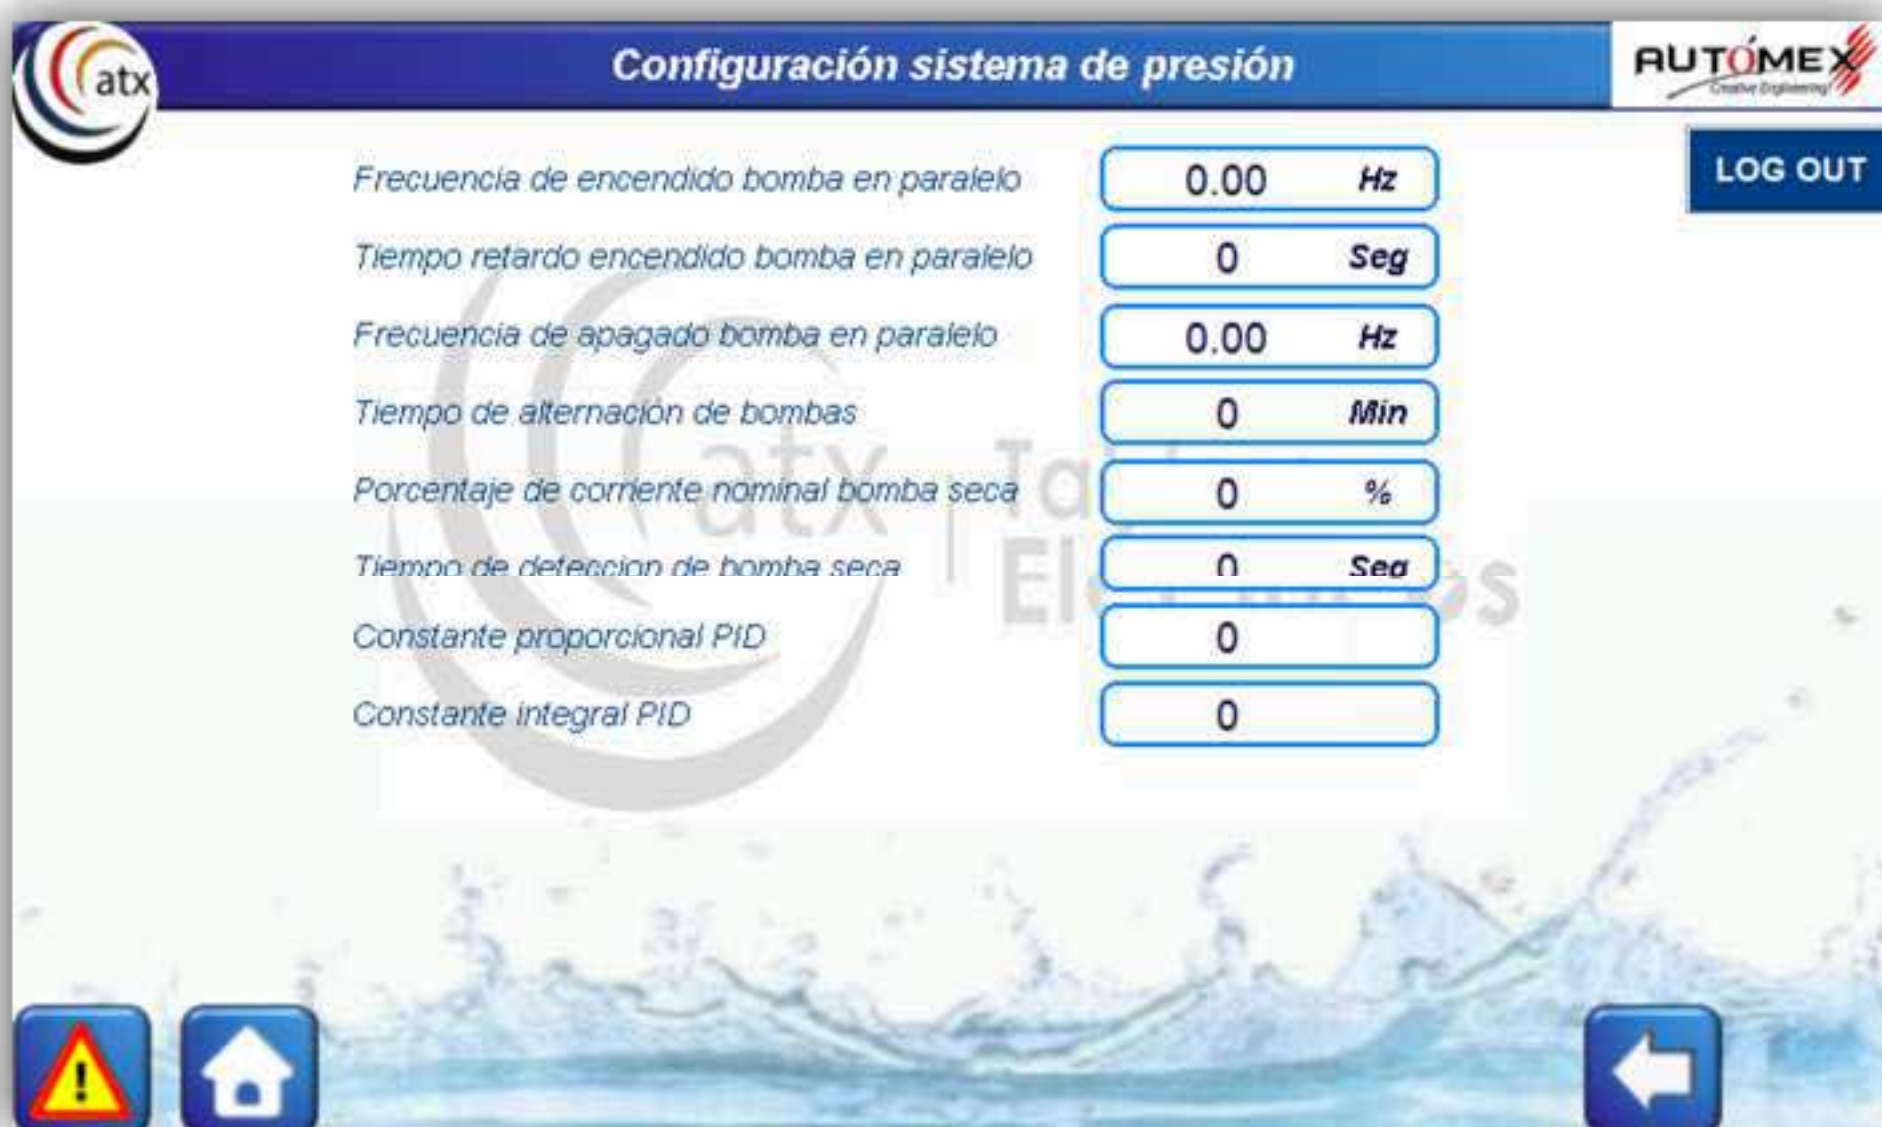 atx
Configuración sistema de presión
AUTÓMEX
Creative Engineering!
LOG OUT
Frecuencia de encendido bomba en paralelo 0.00 Hz
Tiempo retardo encendido bomba en paralelo 0 Seg
Frecuencia de apagado bomba en paralelo 0.00 Hz
Tiempo de alternación de bombas 0 Min
Porcentaje de corriente nominal bomba seca 0 %
Tiempo de deteccion de bomba seca 0 Seg
Constante proporcional PID 0
Constante integral PID 0
atx